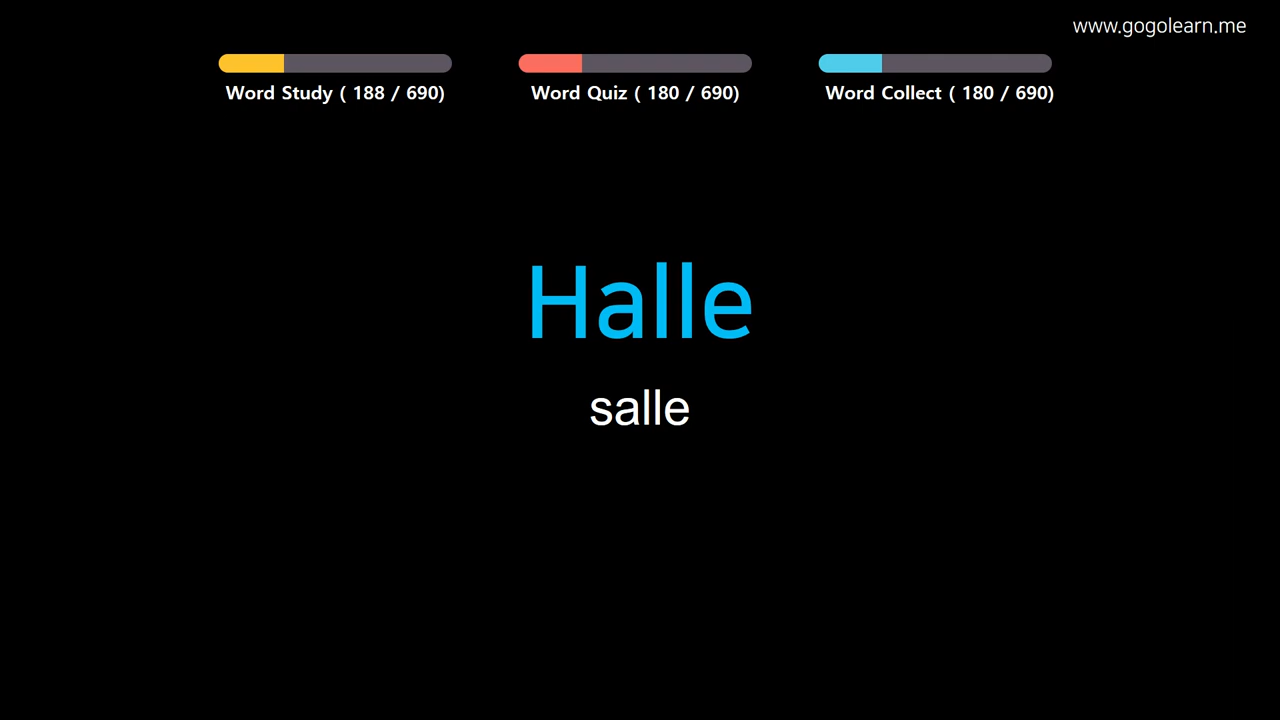 www.gogolearn.me
Word Study ( 188 / 690)
Word Quiz ( 180 / 690)
Word Collect ( 180 / 690)
Halle
salle